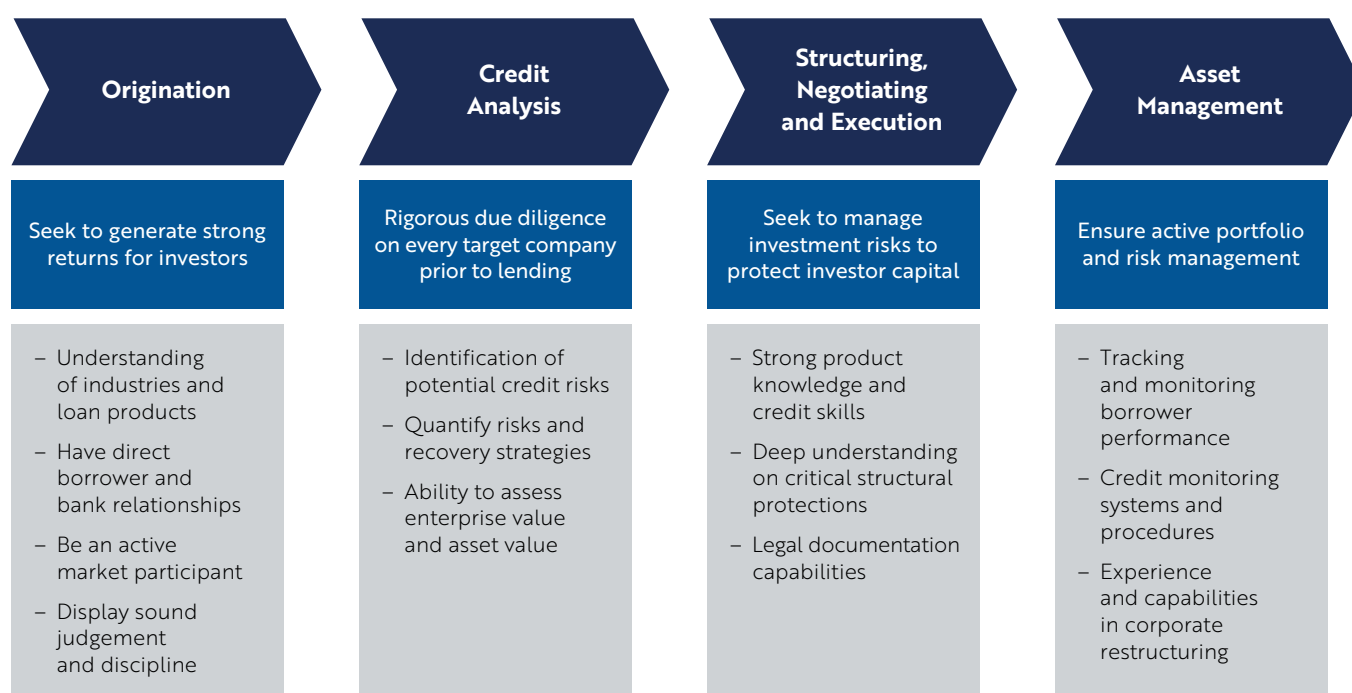 Origination
Seek to generate strong
returns for investors
– Understanding
of industries and
loan products
– Have direct
borrower and
bank relationships
– Be an active
market participant
– Display sound
judgement
and discipline
Credit
Analysis
Rigorous due diligence
on every target company
prior to lending
– Identification of
potential credit risks
– Quantify risks and
recovery strategies
– Ability to assess
enterprise value
and asset value
Structuring,
Negotiating
and Execution
Seek to manage
investment risks to
protect investor capital
– Strong product
knowledge and
credit skills
– Deep understanding
on critical structural
protections
– Legal documentation
capabilities
Asset
Management
Ensure active portfolio
and risk management
– Tracking
and monitoring
borrower
performance
– Credit monitoring
systems and
procedures
– Experience
and capabilities
in corporate
restructuring